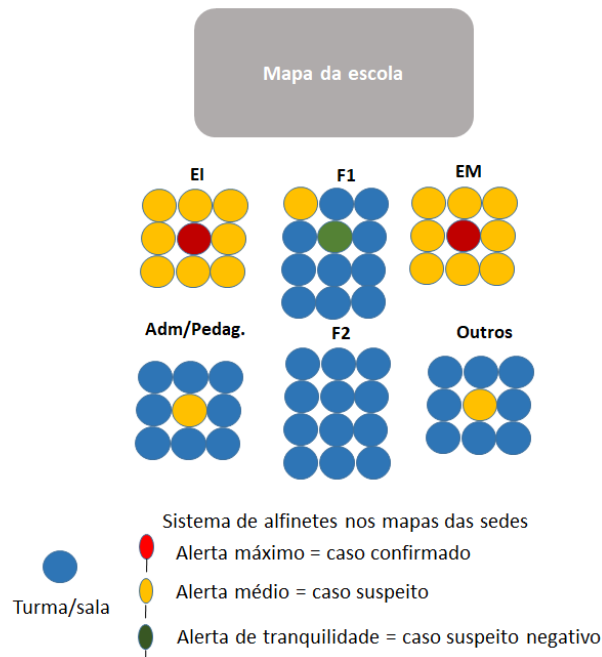 Mapa da escola
EI
F1
EM
Adm/Pedag.
F2
Outros
Sistema de alfinetes nos mapas das sedes
Alerta máximo = caso confirmado
Alerta médio = caso suspeito
Turma/sala
Alerta de tranquilidade = caso suspeito negativo